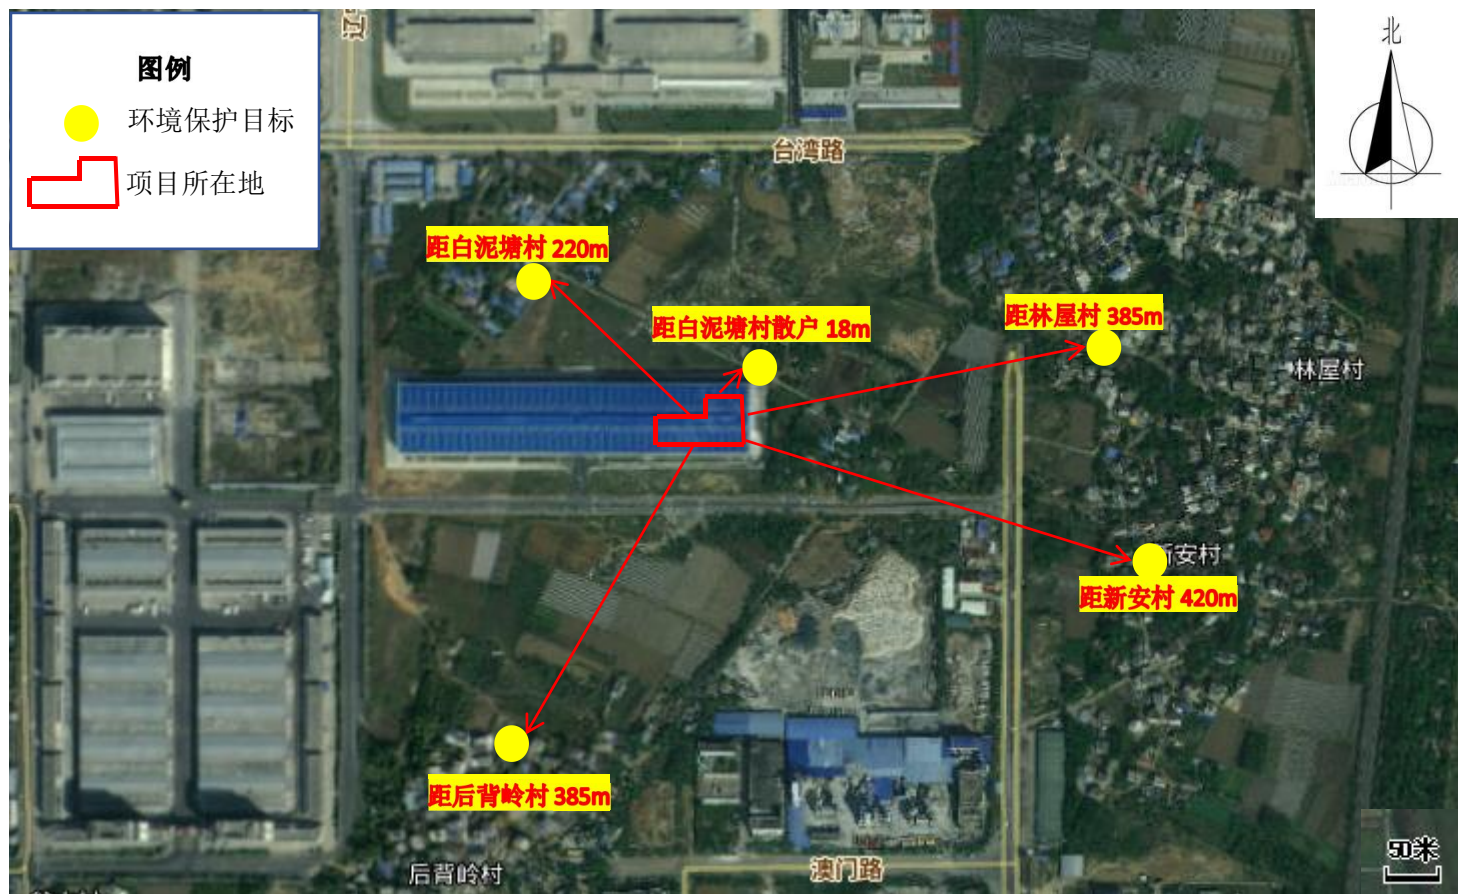 图例
环境保护目标
项目所在地
北
台湾路
距白泥塘村 220m
距白泥塘村散户 18m
距林屋村 385m
林屋村
新安村
距新安村 420m
距后背岭村 385m
后背岭村
澳门路
50米